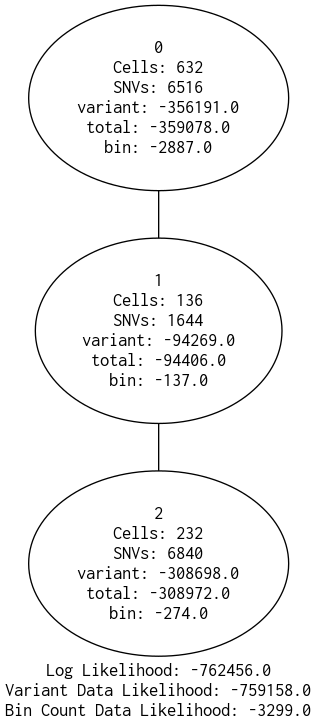 0
Cells: 632
SNVs: 6516
variant: -356191.0
total: -359078.0
bin: -2887.0
1
Cells: 136
SNVs: 1644
variant: -94269.0
total: -94406.0
bin: -137.0
2
Cells: 232
SNVs: 6840
variant: -308698.0
total: -308972.0
bin: -274.0
Log Likelihood: -762456.0
Variant Data Likelihood: -759158.0
Bin Count Data Likelihood: -3299.0